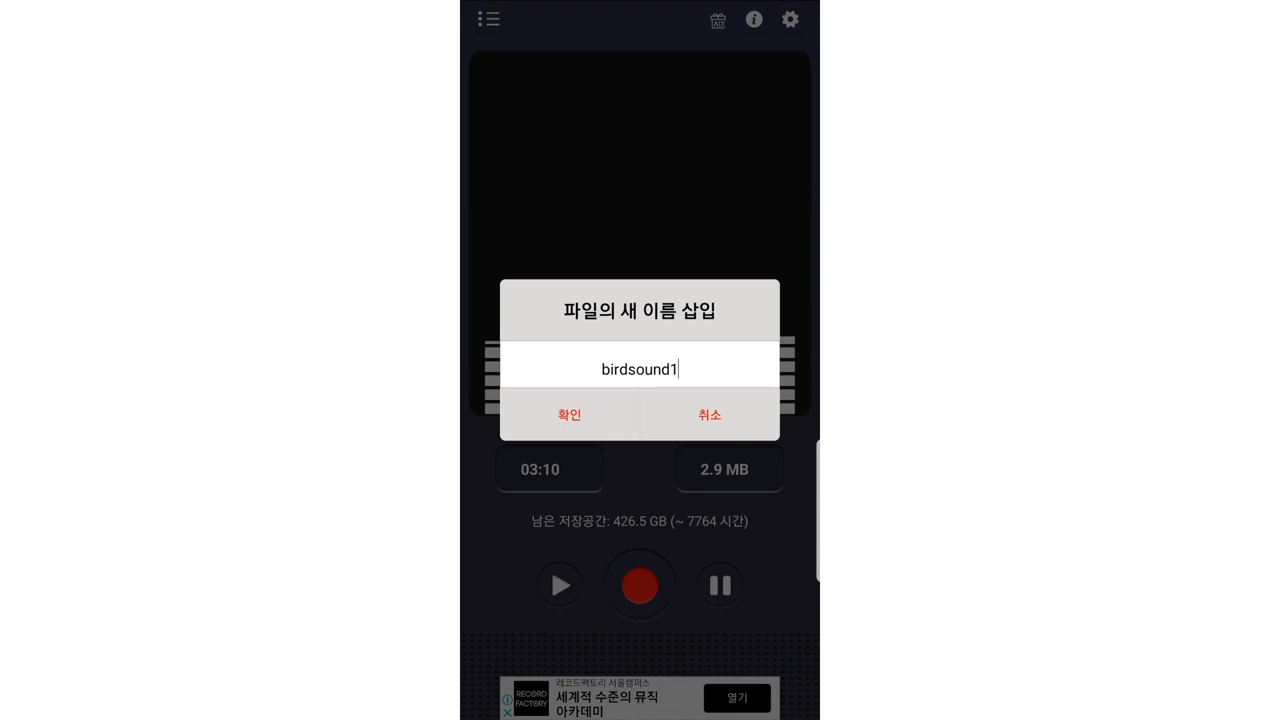 AD
파일의 새 이름 삽입
birdsound1
확인 취소
03:10 2.9 MB
남은 저장공간: 426.5 GB (~ 7764 시간)
레코드팩토리 서울캠퍼스
RECORD
FACTORY
세계적 수준의 뮤직
아카데미
열기